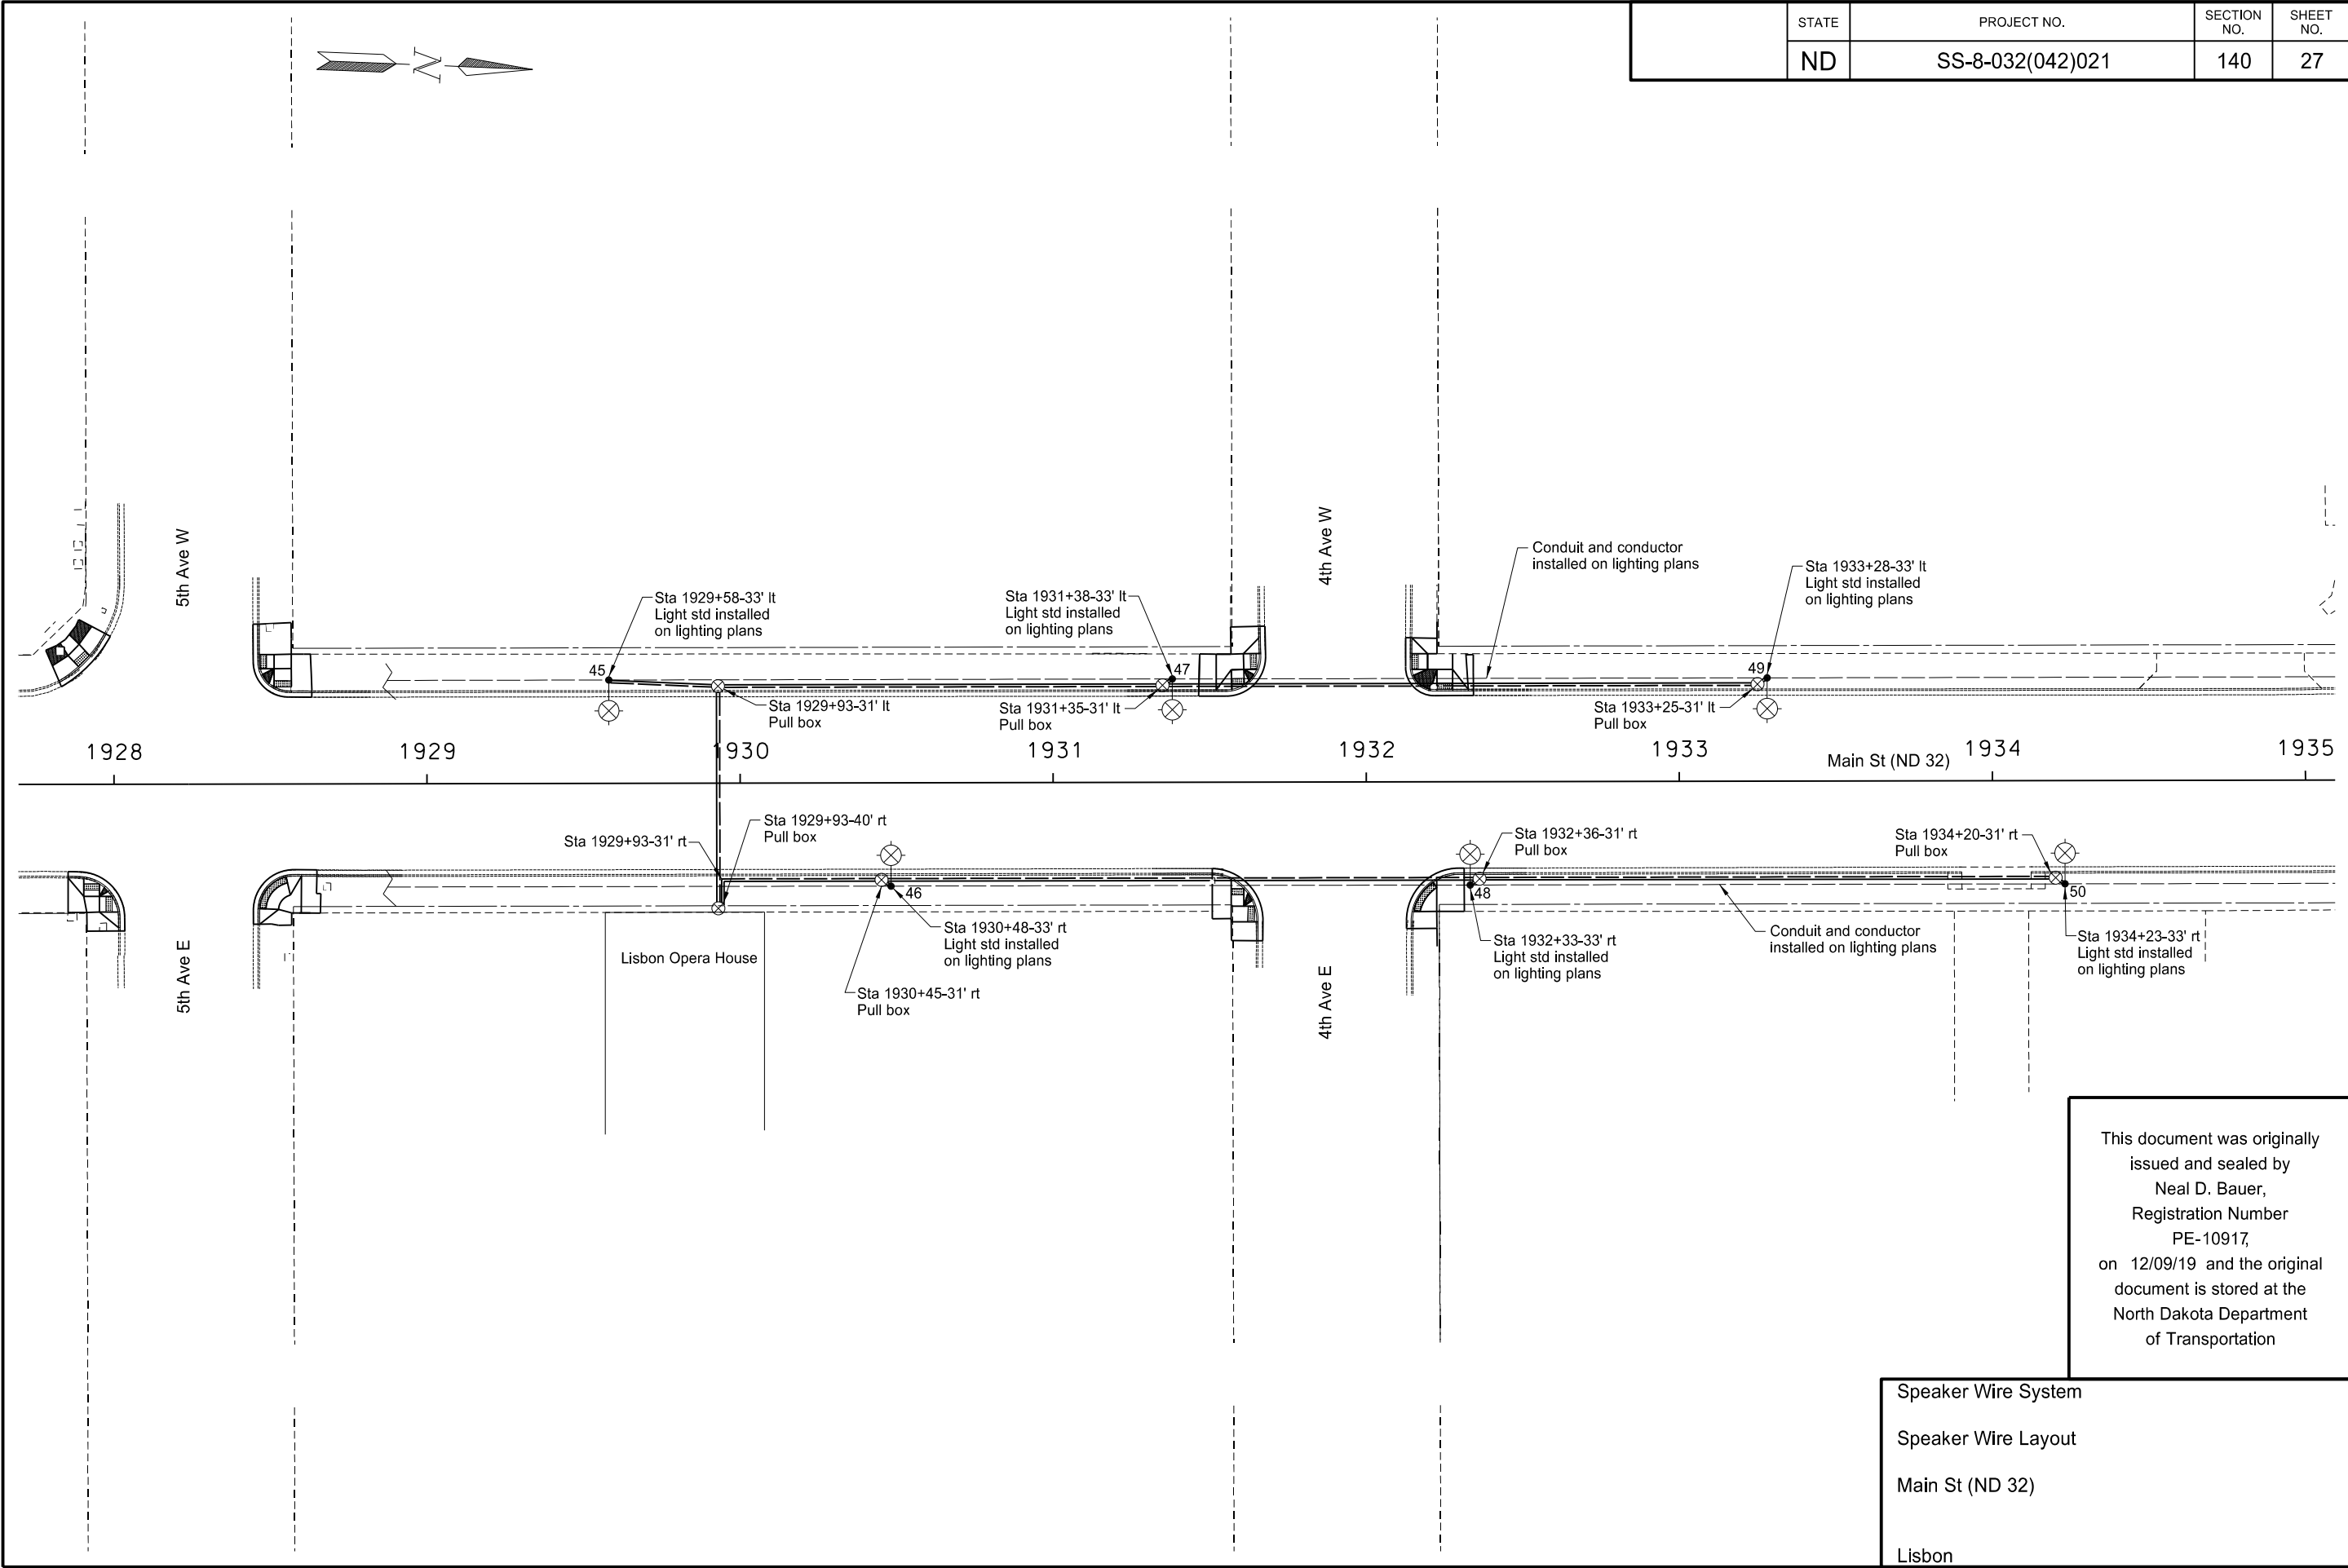 STATE
PROJECT NO.
SECTION NO.
SHEET NO.
ND
SS-8-032(042)021
140
27
N
5th Ave W
4th Ave W
Conduit and conductor
installed on lighting plans
Sta 1933+28-33' lt
Light std installed
on lighting plans
Sta 1929+58-33' lt
Light std installed
on lighting plans
Sta 1931+38-33' lt
Light std installed
on lighting plans
45
47
49
Sta 1929+93-31' lt
Pull box
Sta 1931+35-31' lt
Pull box
Sta 1933+25-31' lt
Pull box
1928
1929
1930
1931
1932
1933
Main St (ND 32)
1934
1935
Sta 1929+93-31' rt
Sta 1929+93-40' rt
Pull box
Sta 1932+36-31' rt
Pull box
Sta 1934+20-31' rt
Pull box
46
48
50
5th Ave E
Lisbon Opera House
Sta 1930+48-33' rt
Light std installed
on lighting plans
Sta 1930+45-31' rt
Pull box
4th Ave E
Sta 1932+33-33' rt
Light std installed
on lighting plans
Conduit and conductor
installed on lighting plans
Sta 1934+23-33' rt
Light std installed
on lighting plans
This document was originally
issued and sealed by
Neal D. Bauer,
Registration Number
PE-10917,
on 12/09/19 and the original
document is stored at the
North Dakota Department
of Transportation
Speaker Wire System
Speaker Wire Layout
Main St (ND 32)
Lisbon